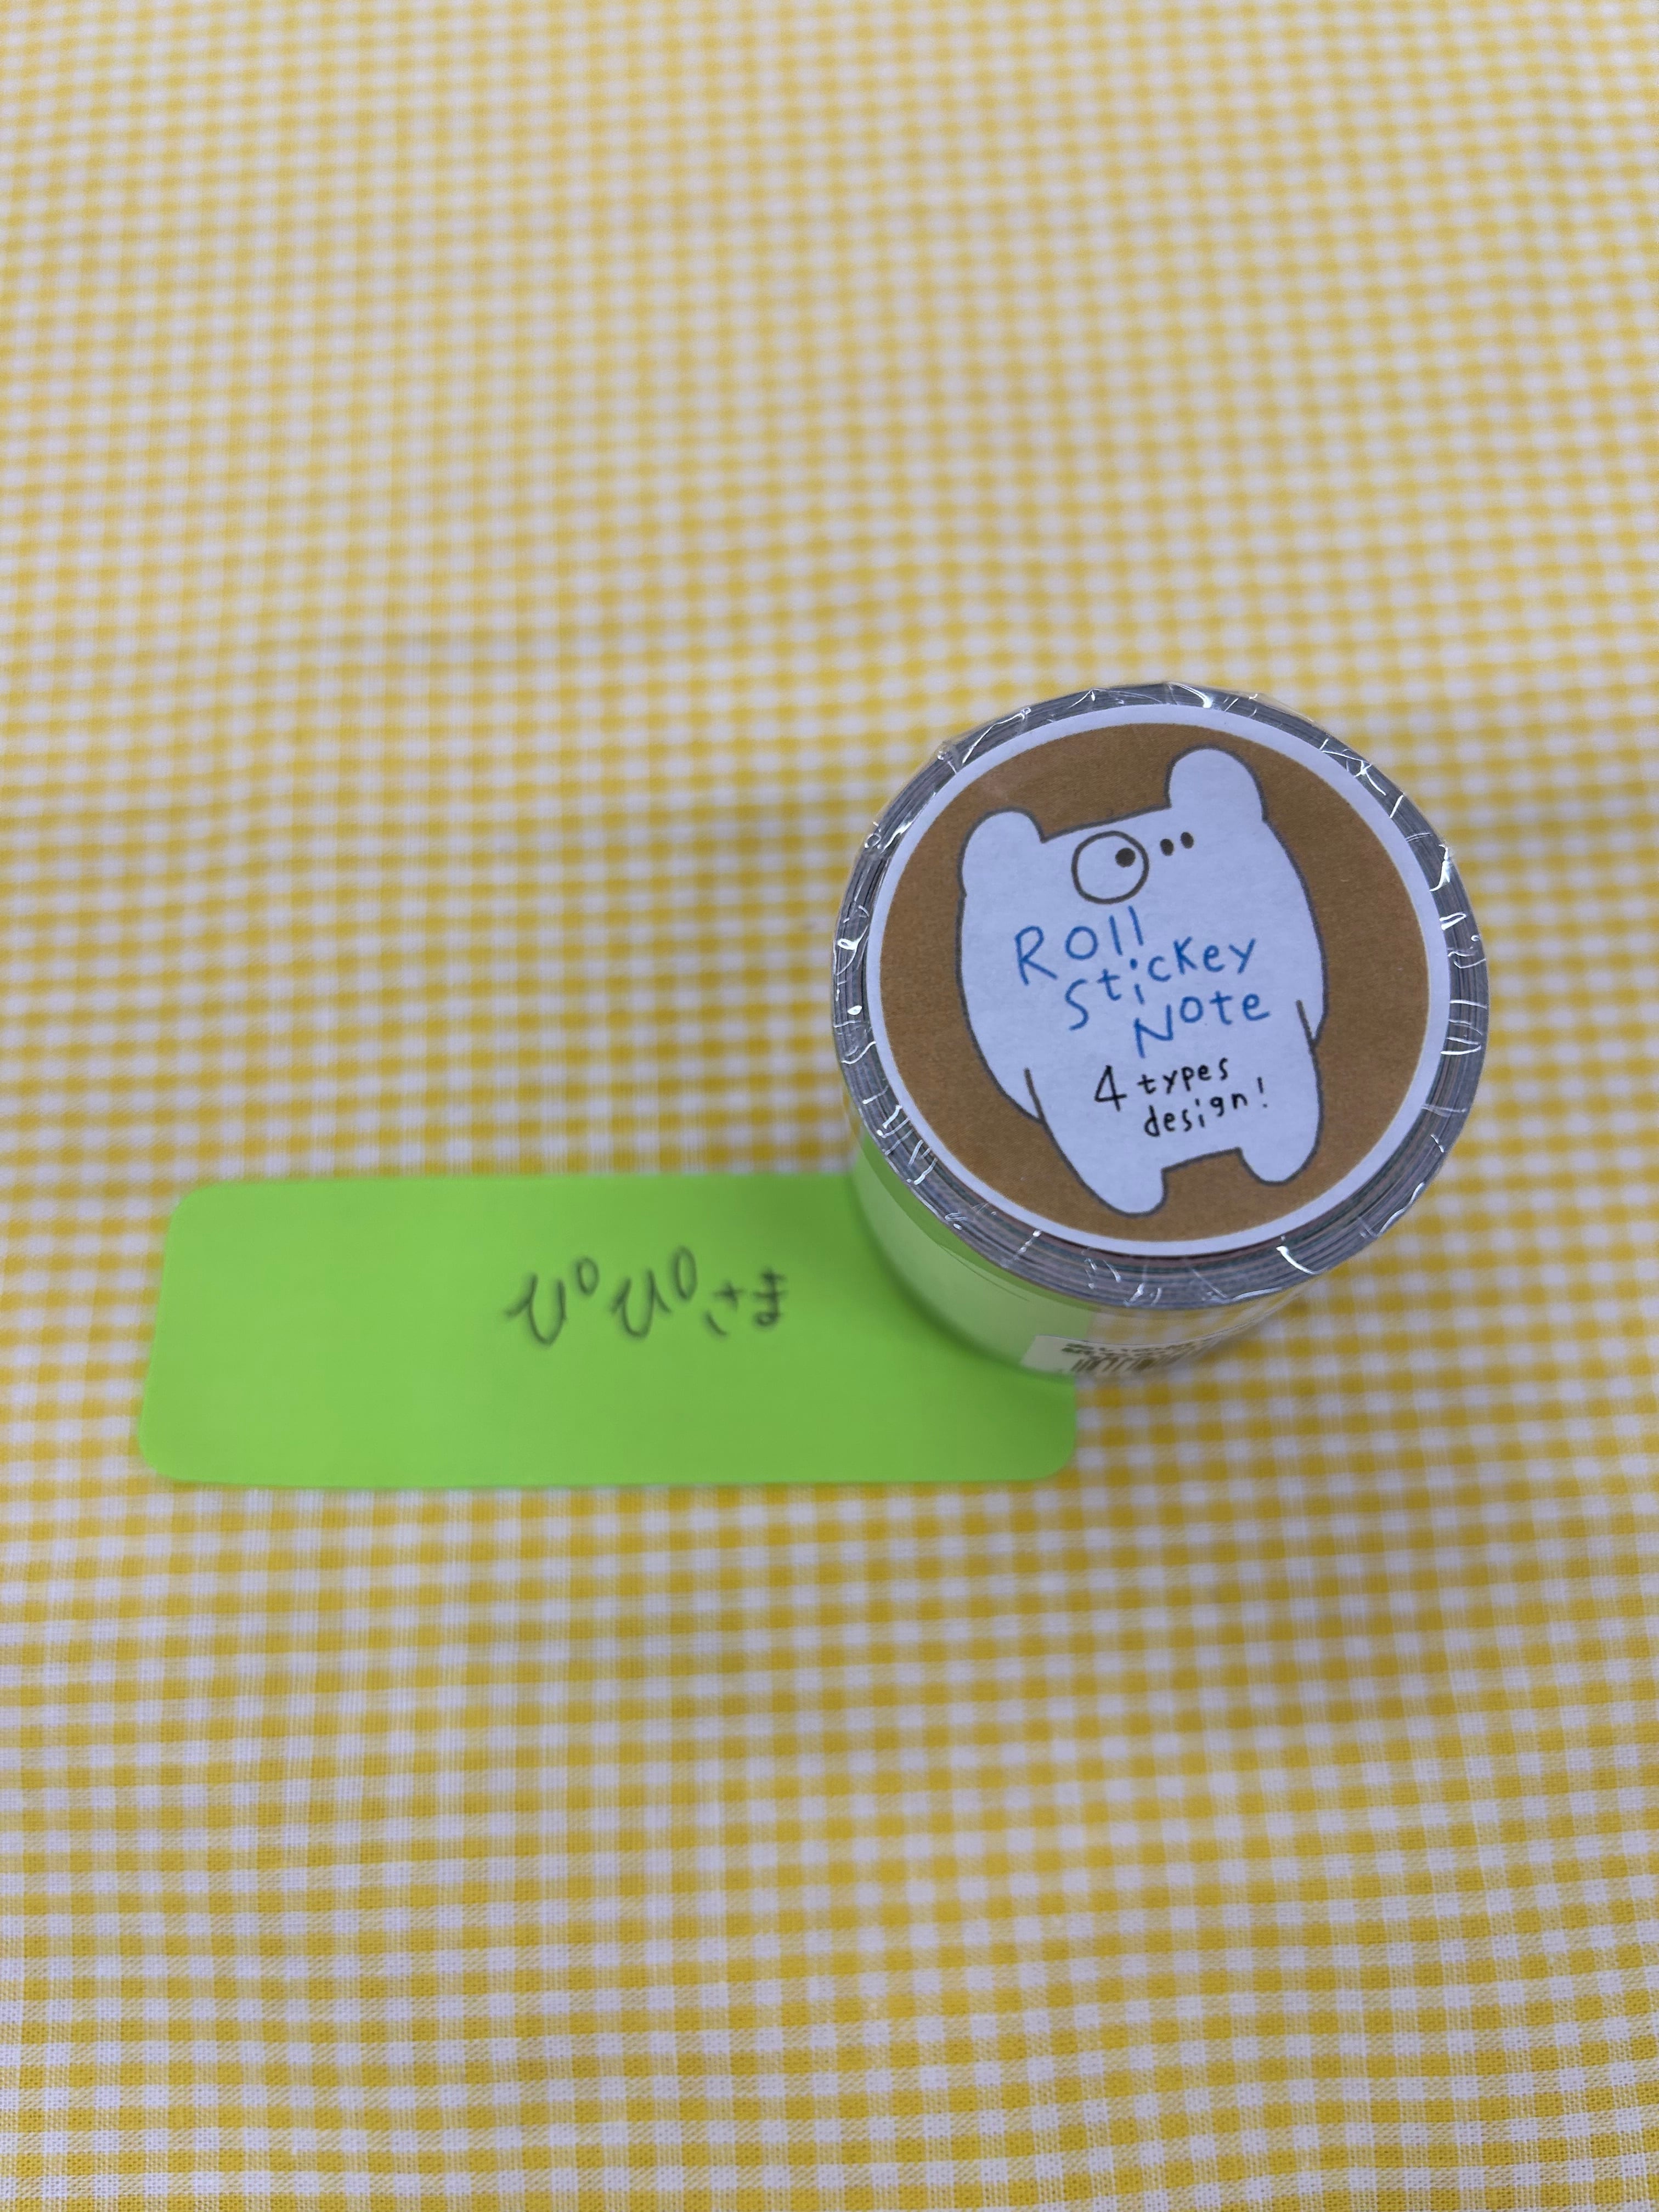 Roll
Stickey
Note
4 types
design!
ぴぴさま